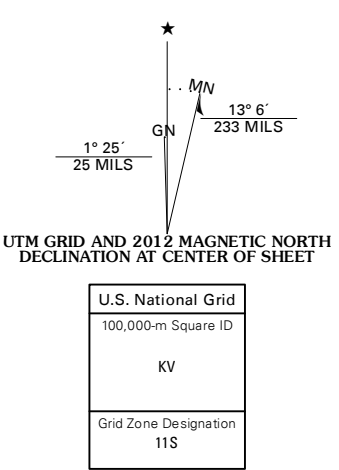 ★
MN
GN
13° 6´
233 MILS
1° 25´
25 MILS
UTM GRID AND 2012 MAGNETIC NORTH
DECLINATION AT CENTER OF SHEET
U.S. National Grid
100,000-m Square ID
KV
Grid Zone Designation
11S